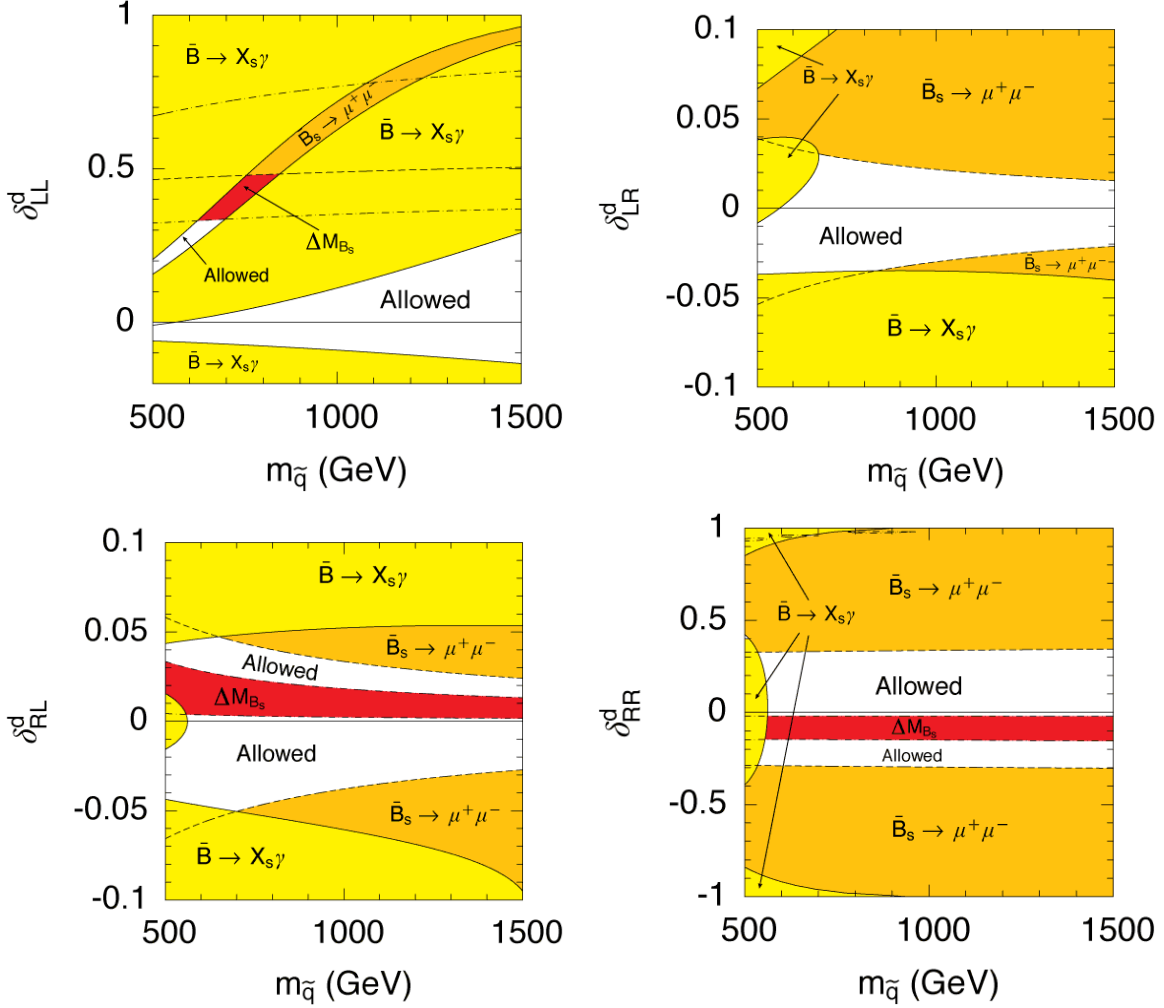 1
B̄ → X_sγ
B_s → μ⁺μ⁻
B̄ → X_sγ
0.5
δ^d_LL
ΔM_B_s
Allowed
Allowed
0
B̄ → X_sγ
500 1000 1500
m_q̃ (GeV)
0.1
B̄ → X_sγ
B̄_s → μ⁺μ⁻
0.05
δ^d_LR
0
Allowed
B̄_s → μ⁺μ⁻
-0.05
B̄ → X_sγ
-0.1
500 1000 1500
m_q̃ (GeV)
0.1
B̄ → X_sγ
0.05
B̄_s → μ⁺μ⁻
Allowed
ΔM_B_s
δ^d_RL
0
Allowed
-0.05
B̄_s → μ⁺μ⁻
B̄ → X_sγ
-0.1
500 1000 1500
m_q̃ (GeV)
1
B̄_s → μ⁺μ⁻
B̄ → X_sγ
0.5
Allowed
δ^d_RR
0
ΔM_B_s
Allowed
-0.5
B̄_s → μ⁺μ⁻
-1
500 1000 1500
m_q̃ (GeV)